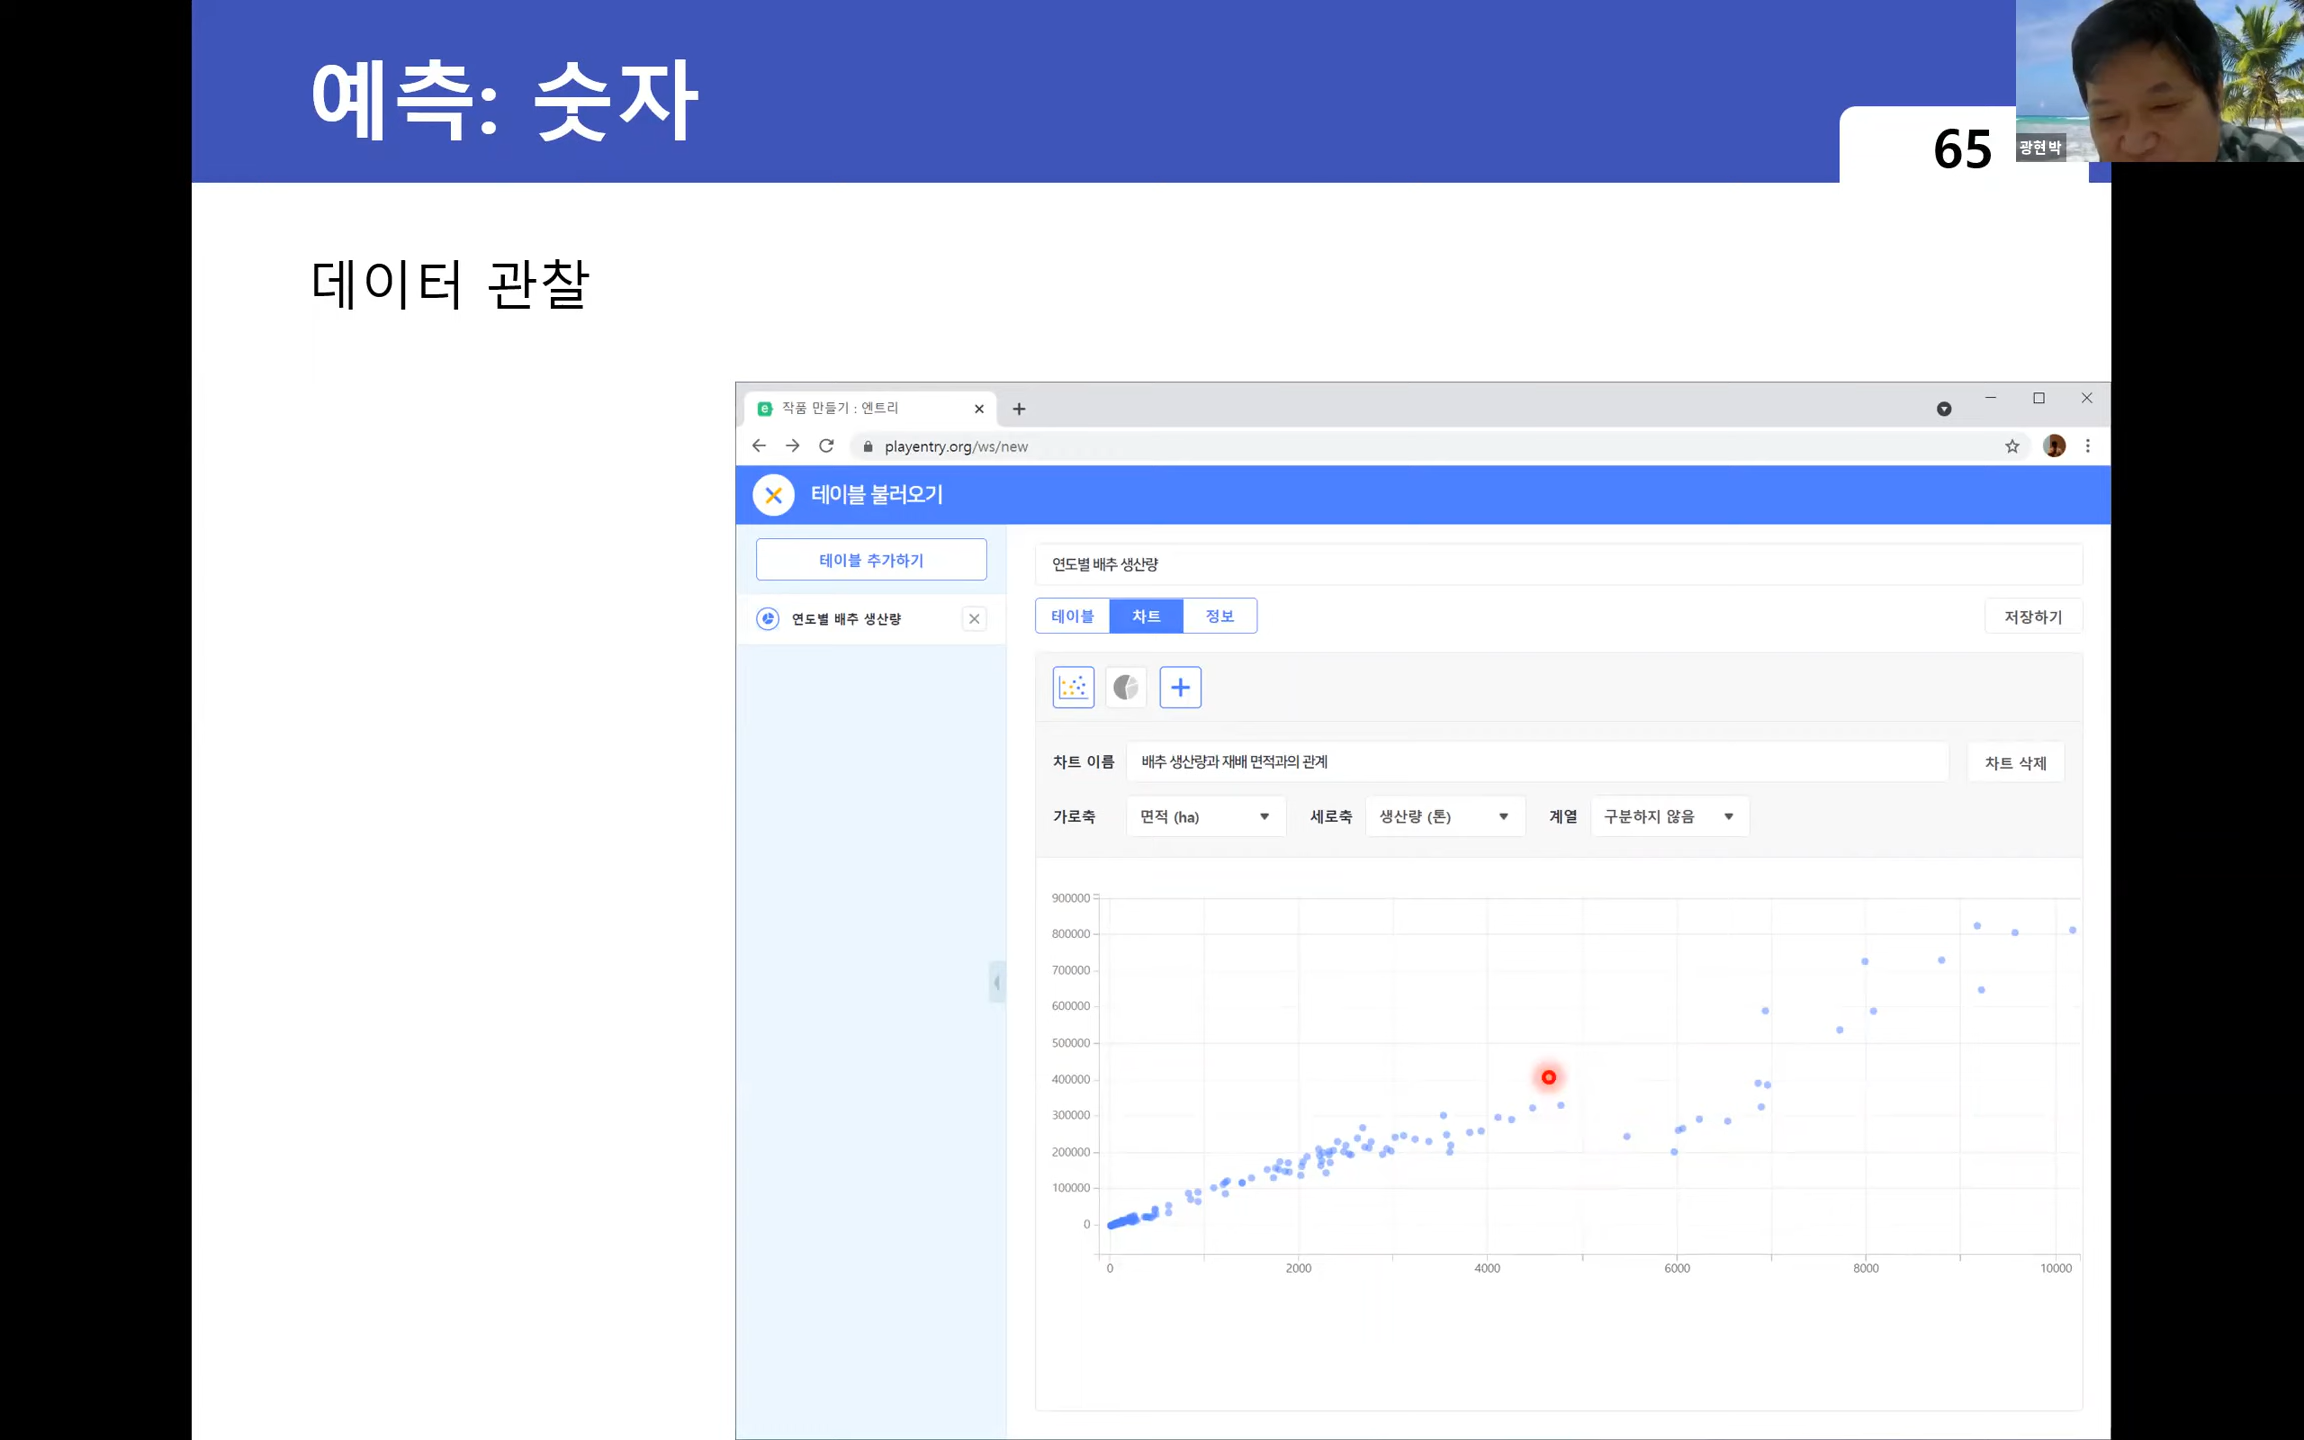 예측: 숫자
65
광현박
데이터 관찰
작품 만들기 : 엔트리
playentry.org/ws/new
테이블 불러오기
테이블 추가하기
연도별 배추 생산량
연도별 배추 생산량
테이블 차트 정보
저장하기
차트 이름 배추 생산량과 재배 면적과의 관계 차트 삭제
가로축 면적 (ha) 세로축 생산량 (톤) 계열 구분하지 않음
900000
800000
700000
600000
500000
400000
300000
200000
100000
0
0 2000 4000 6000 8000 10000